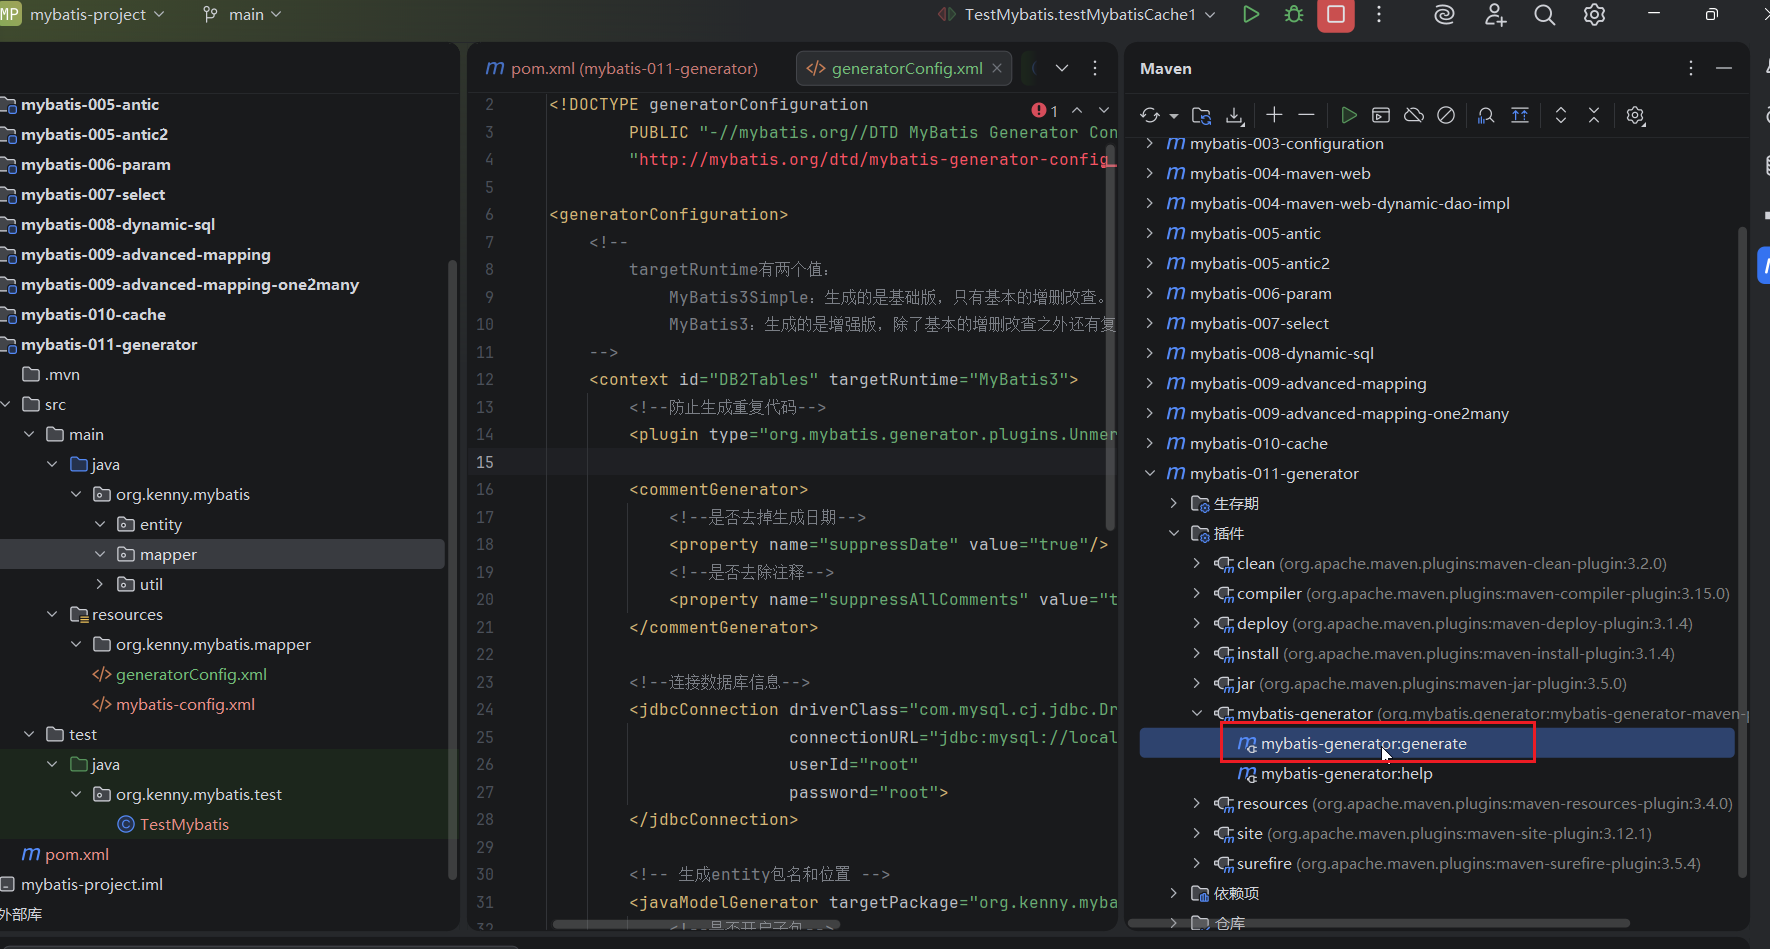 MP mybatis-project main TestMybatis.testMybatisCache1
mybatis-005-antic
mybatis-005-antic2
mybatis-006-param
mybatis-007-select
mybatis-008-dynamic-sql
mybatis-009-advanced-mapping
mybatis-009-advanced-mapping-one2many
mybatis-010-cache
mybatis-011-generator
.mvn
src
main
java
org.kenny.mybatis
entity
mapper
util
resources
org.kenny.mybatis.mapper
generatorConfig.xml
mybatis-config.xml
test
java
org.kenny.mybatis.test
TestMybatis
pom.xml
mybatis-project.iml
外部库
pom.xml (mybatis-011-generator) generatorConfig.xml
1
2 <!DOCTYPE generatorConfiguration
3 PUBLIC "-//mybatis.org//DTD MyBatis Generator Con
4 "http://mybatis.org/dtd/mybatis-generator-config_
5
6 <generatorConfiguration>
7 <!--
8 targetRuntime有两个值：
9 MyBatis3Simple：生成的是基础版，只有基本的增删改查。
10 MyBatis3：生成的是增强版，除了基本的增删改查之外还有复
11 -->
12 <context id="DB2Tables" targetRuntime="MyBatis3">
13 <!--防止生成重复代码-->
14 <plugin type="org.mybatis.generator.plugins.Unmer
15
16 <commentGenerator>
17 <!--是否去掉生成日期-->
18 <property name="suppressDate" value="true"/>
19 <!--是否去除注释-->
20 <property name="suppressAllComments" value="t
21 </commentGenerator>
22
23 <!--连接数据库信息-->
24 <jdbcConnection driverClass="com.mysql.cj.jdbc.Dr
25 connectionURL="jdbc:mysql://local
26 userId="root"
27 password="root">
28 </jdbcConnection>
29
30 <!-- 生成entity包名和位置 -->
31 <javaModelGenerator targetPackage="org.kenny.myba
32 <!--是否开启子包-->
Maven
mybatis-003-configuration
mybatis-004-maven-web
mybatis-004-maven-web-dynamic-dao-impl
mybatis-005-antic
mybatis-005-antic2
mybatis-006-param
mybatis-007-select
mybatis-008-dynamic-sql
mybatis-009-advanced-mapping
mybatis-009-advanced-mapping-one2many
mybatis-010-cache
mybatis-011-generator
生存期
插件
clean (org.apache.maven.plugins:maven-clean-plugin:3.2.0)
compiler (org.apache.maven.plugins:maven-compiler-plugin:3.15.0)
deploy (org.apache.maven.plugins:maven-deploy-plugin:3.1.4)
install (org.apache.maven.plugins:maven-install-plugin:3.1.4)
jar (org.apache.maven.plugins:maven-jar-plugin:3.5.0)
mybatis-generator (org.mybatis.generator:mybatis-generator-maven-p
mybatis-generator:generate
mybatis-generator:help
resources (org.apache.maven.plugins:maven-resources-plugin:3.4.0)
site (org.apache.maven.plugins:maven-site-plugin:3.12.1)
surefire (org.apache.maven.plugins:maven-surefire-plugin:3.5.4)
依赖项
仓库